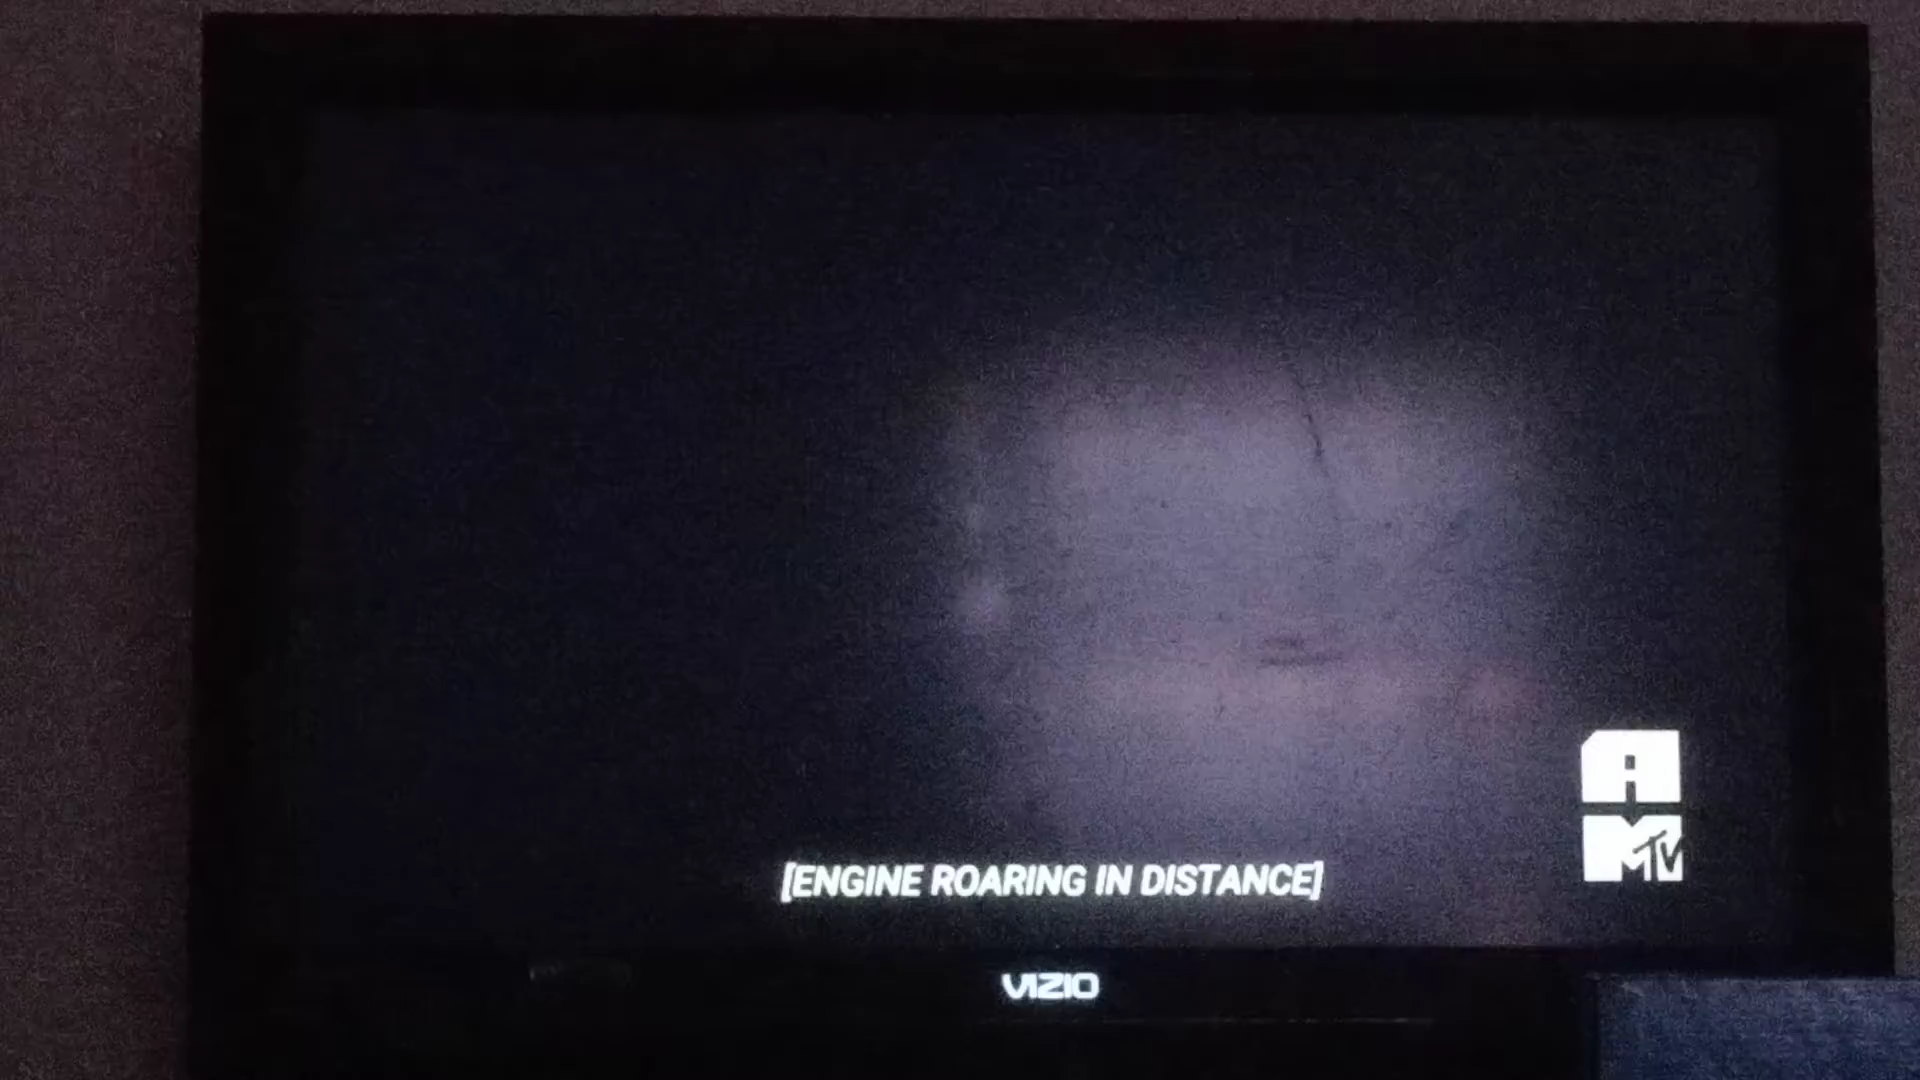 A
MTV
[ENGINE ROARING IN DISTANCE]
VIZIO